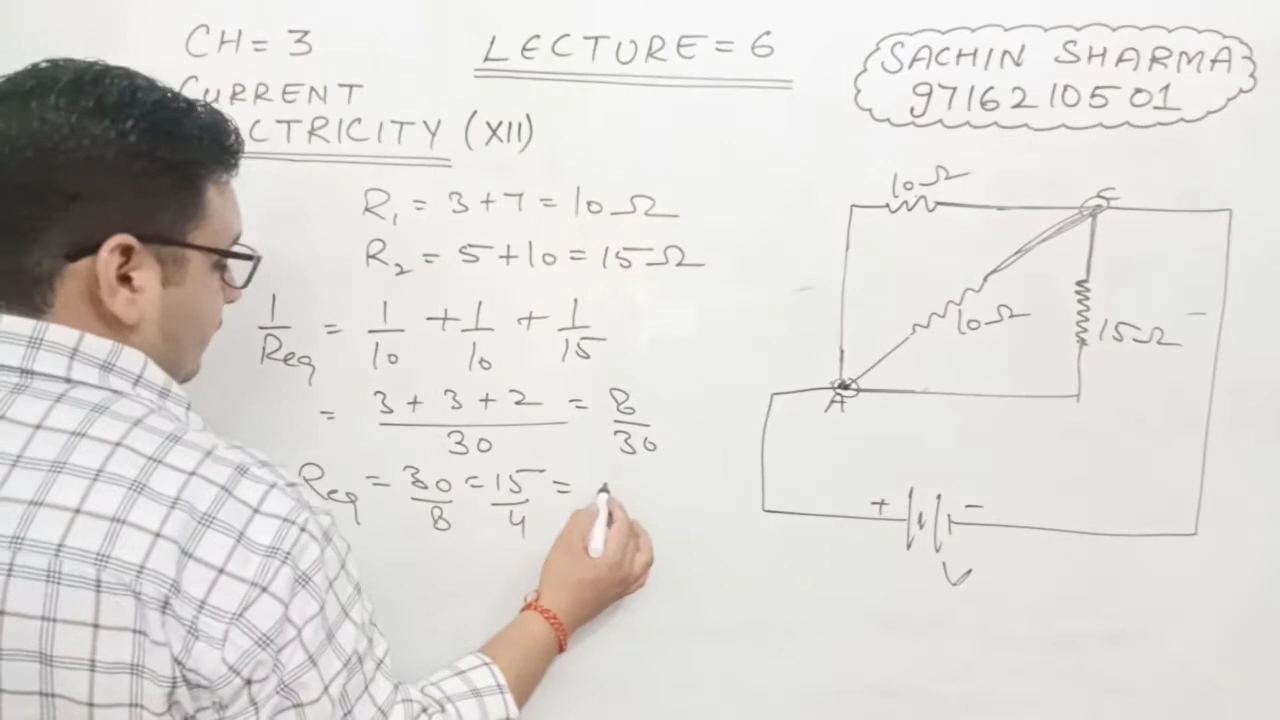 CH = 3
CURRENT
CTRICITY (XII)
LECTURE = 6
SACHIN SHARMA
9716210501
R₁ = 3 + 7 = 10 Ω
R₂ = 5 + 10 = 15 Ω
1/Req = 1/10 + 1/10 + 1/15
= (3 + 3 + 2)/30 = 8/30
Req = 30/8 = 15/4 =
10 Ω
C
10 Ω
15 Ω
A
+ −
V